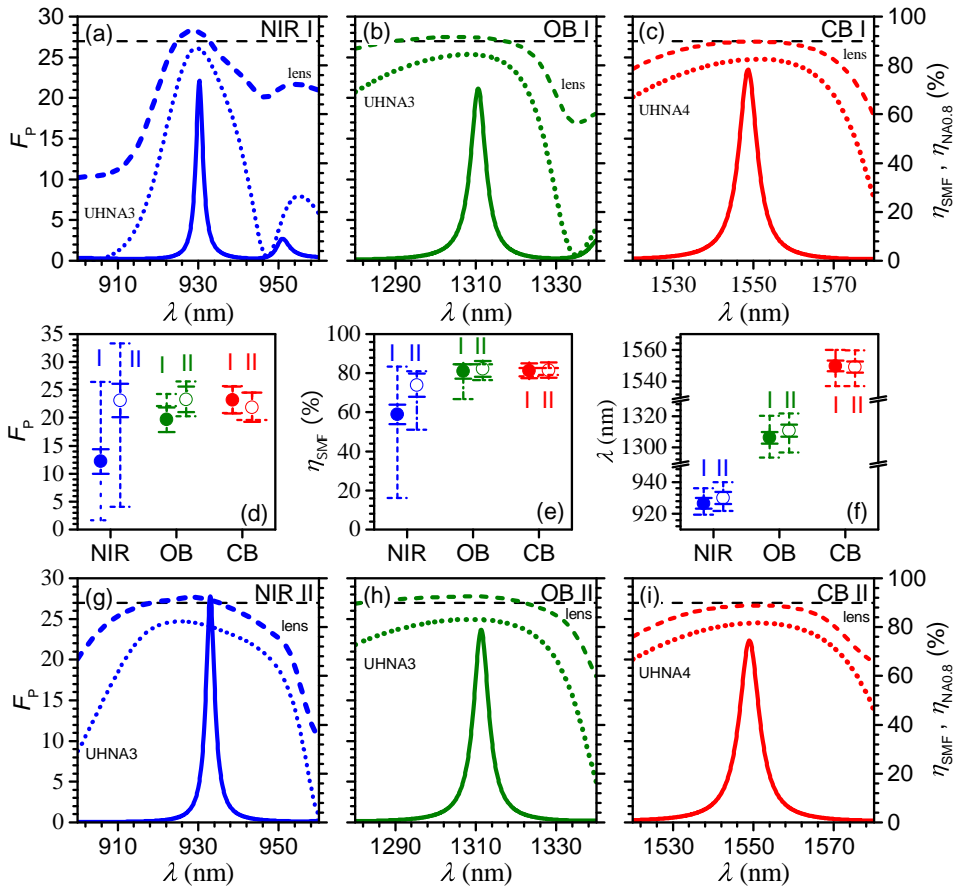 (a) NIR I
(b) OB I
(c) CB I
30
25
20
15
10
5
0
F_P
lens
UHNA3
lens
UHNA3
lens
UHNA4
100
80
60
40
20
0
η_SMF , η_NA0.8 (%)
910 930 950
1290 1310 1330
1530 1550 1570
λ (nm)
λ (nm)
λ (nm)
35
30
25
20
15
10
5
0
F_P
I II I II I II
(d)
NIR OB CB
100
80
60
40
20
0
η_SMF (%)
I II I II I II
(e)
NIR OB CB
1560
1540
1320
1300
940
920
λ (nm)
I II I II I II
(f)
NIR OB CB
(g) NIR II
(h) OB II
(i) CB II
30
25
20
15
10
5
0
F_P
lens
UHNA3
lens
UHNA3
lens
UHNA4
100
80
60
40
20
0
η_SMF , η_NA0.8 (%)
910 930 950
1290 1310 1330
1530 1550 1570
λ (nm)
λ (nm)
λ (nm)